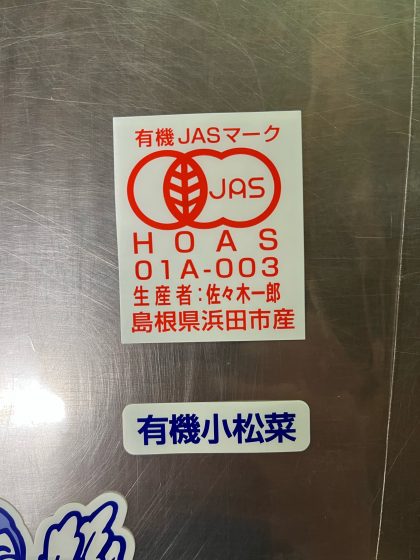 有機JASマーク
JAS
HOAS
01A-003
生産者:佐々木一郎
島根県浜田市産
有機小松菜